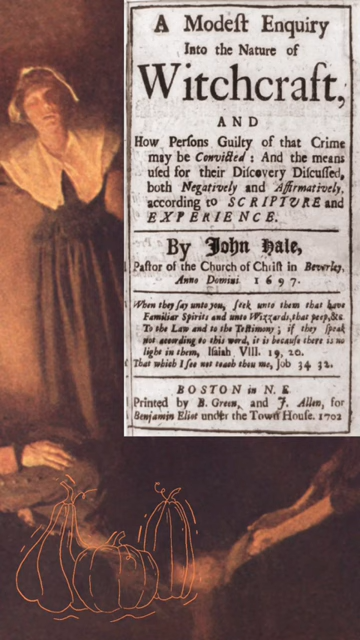 A Modeſt Enquiry
Into the Nature of
Witchcraft,
AND
How Perſons Guilty of that Crime
may be Convicted: And the means
uſed for their Diſcovery Diſcuſſed,
both Negatively and Affirmatively,
according to SCRIPTURE and
EXPERIENCE.
By John Hale,
Paſtor of the Church of Chriſt in Beverley,
Anno Domini 1697.
When they ſay unto you, ſeek unto them that have
Familiar Spirits and unto Wizzards, that peep, &c.
To the Law and to the Teſtimony; if they ſpeak
not according to this word, it is becauſe there is no
light in them, Iſaiah, VIII. 19, 20.
That which I ſee not teach thou me, Job 34 32.
BOSTON in N. E.
Printed by B. Green, and J. Allen, for
Benjamin Eliot under the Town Houſe. 1702